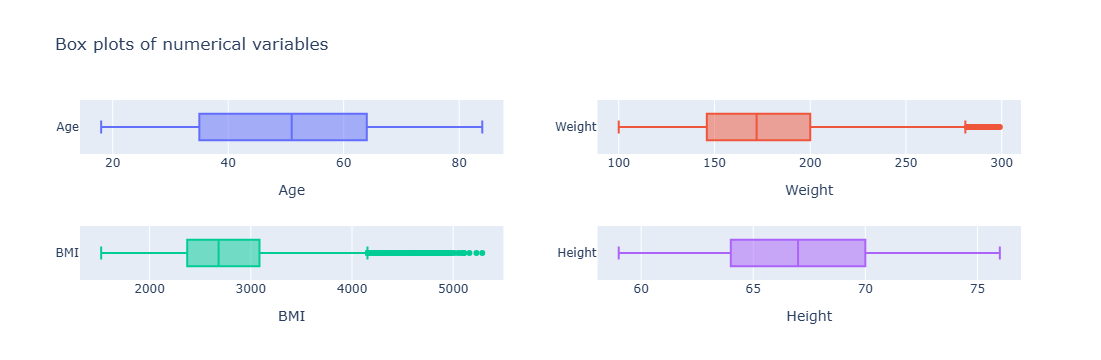 Box plots of numerical variables
Age
20 40 60 80
Age
Weight
100 150 200 250 300
Weight
BMI
2000 3000 4000 5000
BMI
Height
60 65 70 75
Height